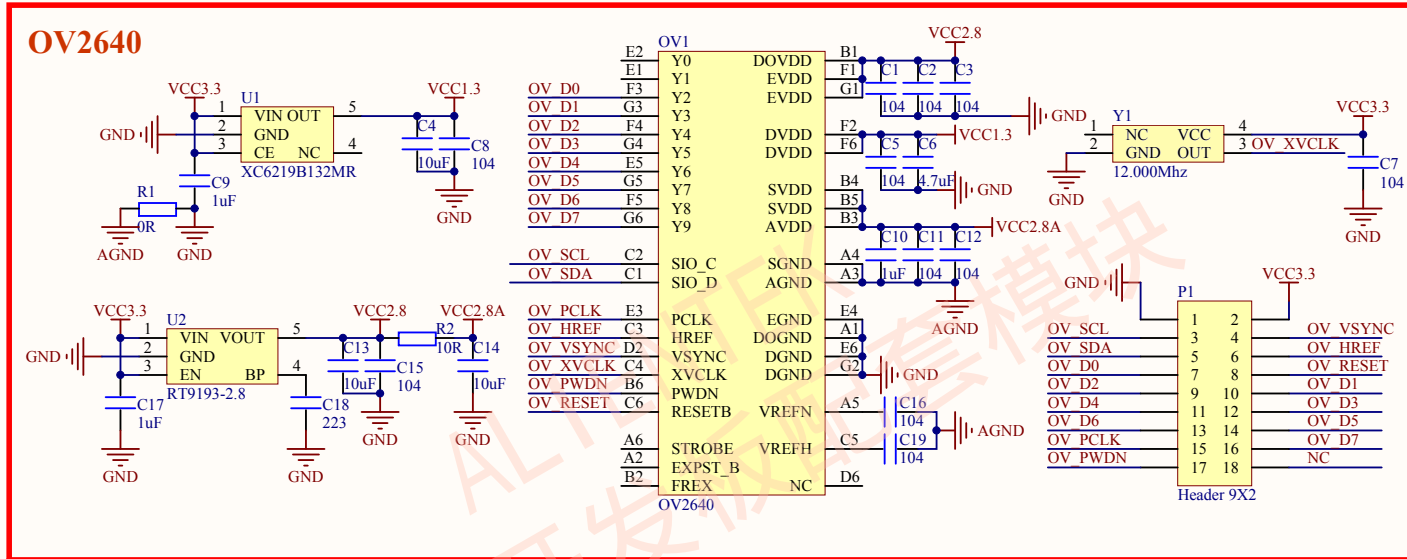 OV2640
VCC3.3
U1
VCC1.3
1 VIN OUT 5
GND 2 GND
3 CE NC 4
XC6219B132MR
C4
10uF
C8
104
GND
C9
1uF
R1
0R
AGND
GND
VCC3.3
U2
VCC2.8
VCC2.8A
1 VIN VOUT 5
GND 2 GND
3 EN BP 4
RT9193-2.8
R2
10R
C13
10uF
C15
104
C14
10uF
C17
1uF
C18
223
GND
GND
GND
GND
OV1
E2 Y0
E1 Y1
OV_D0 F3 Y2
OV_D1 G3 Y3
OV_D2 F4 Y4
OV_D3 G4 Y5
OV_D4 E5 Y6
OV_D5 G5 Y7
OV_D6 F5 Y8
OV_D7 G6 Y9
OV_SCL C2 SIO_C
OV_SDA C1 SIO_D
OV_PCLK E3 PCLK
OV_HREF C3 HREF
OV_VSYNC D2 VSYNC
OV_XVCLK C4 XVCLK
OV_PWDN B6 PWDN
OV_RESET C6 RESETB
A6 STROBE
A2 EXPST_B
B2 FREX
OV2640
VCC2.8
DOVDD B1
EVDD F1
EVDD G1
C1 C2 C3
104 104 104
GND
DVDD F2
DVDD F6
VCC1.3
C5 C6
104 4.7uF
GND
SVDD B4
SVDD B5
AVDD B3
VCC2.8A
C10 C11 C12
1uF 104 104
SGND A4
AGND A3
AGND
EGND E4
DOGND A1
DGND E6
DGND G2
GND
VREFN A5
C16
104
AGND
VREFH C5
C19
104
NC D6
Y1
VCC3.3
1 NC VCC 4
2 GND OUT 3 OV_XVCLK
12.000Mhz
GND
C7
104
GND
VCC3.3
GND
P1
1 2
OV_SCL 3 4 OV_VSYNC
OV_SDA 5 6 OV_HREF
OV_D0 7 8 OV_RESET
OV_D2 9 10 OV_D1
OV_D4 11 12 OV_D3
OV_D6 13 14 OV_D5
OV_PCLK 15 16 OV_D7
OV_PWDN 17 18 NC
Header 9X2
开发板配套模块